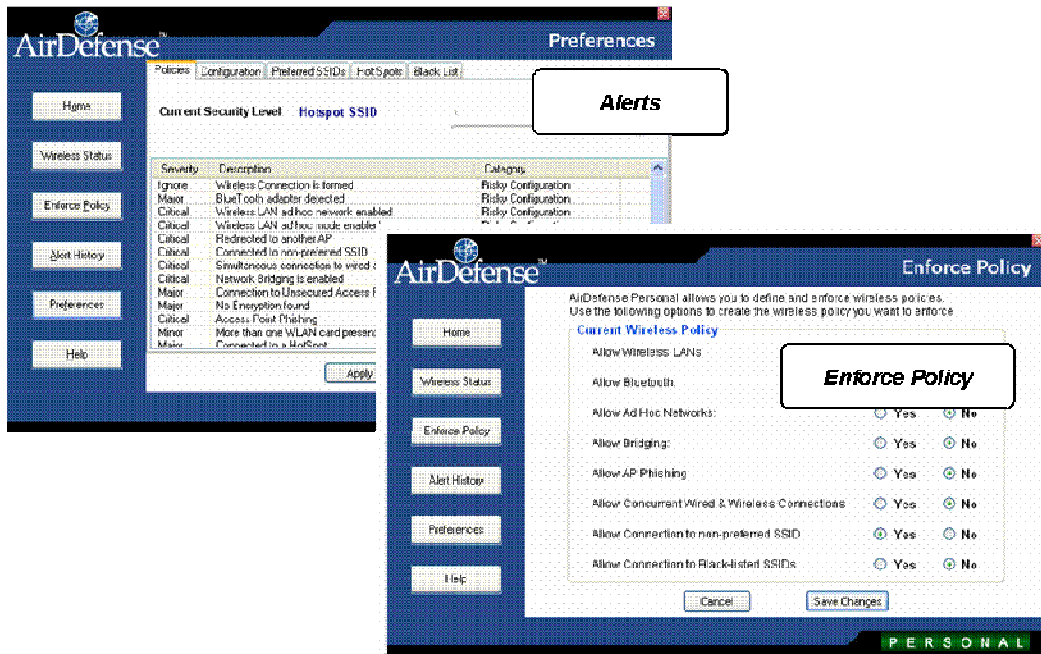 AirDefense™
Preferences
Policies Configuration Preferred SSIDs Hot Spots Black List
Alerts
Home
Current Security Level Hotspot SSID
Wireless Status
Severity Description Category
Ignore Wireless Connection is formed Risky Configuration
Major BlueTooth adapter detected Risky Configuration
Enforce Policy
Critical Wireless LAN ad hoc network enabled Risky Configuration
Critical Wireless LAN ad hoc mode enabled Risky Configuration
Critical Redirected to another AP
Critical Connected to non-preferred SSID
Alert History
Critical Simultaneous connection to wired
Critical Network Bridging is enabled
Major Connection to Unsecured Access
Preferences
Major No Encryption found
Critical Access Point Phishing
Minor More than one WLAN card present
Major Connected to a HotSpot
Help
Apply
AirDefense™
Enforce Policy
AirDefense Personal allows you to define and enforce wireless policies.
Use the following options to create the wireless policy you want to enforce
Current Wireless Policy
Home
Allow Wireless LANs
Enforce Policy
Wireless Status
Allow Bluetooth:
Allow Ad Hoc Networks: Yes No
Enforce Policy
Allow Bridging: Yes No
Alert History
Allow AP Phishing Yes No
Allow Concurrent Wired & Wireless Connections Yes No
Preferences
Allow Connection to non-preferred SSID Yes No
Allow Connection to Black-listed SSIDs Yes No
Help
Cancel Save Changes
PERSONAL